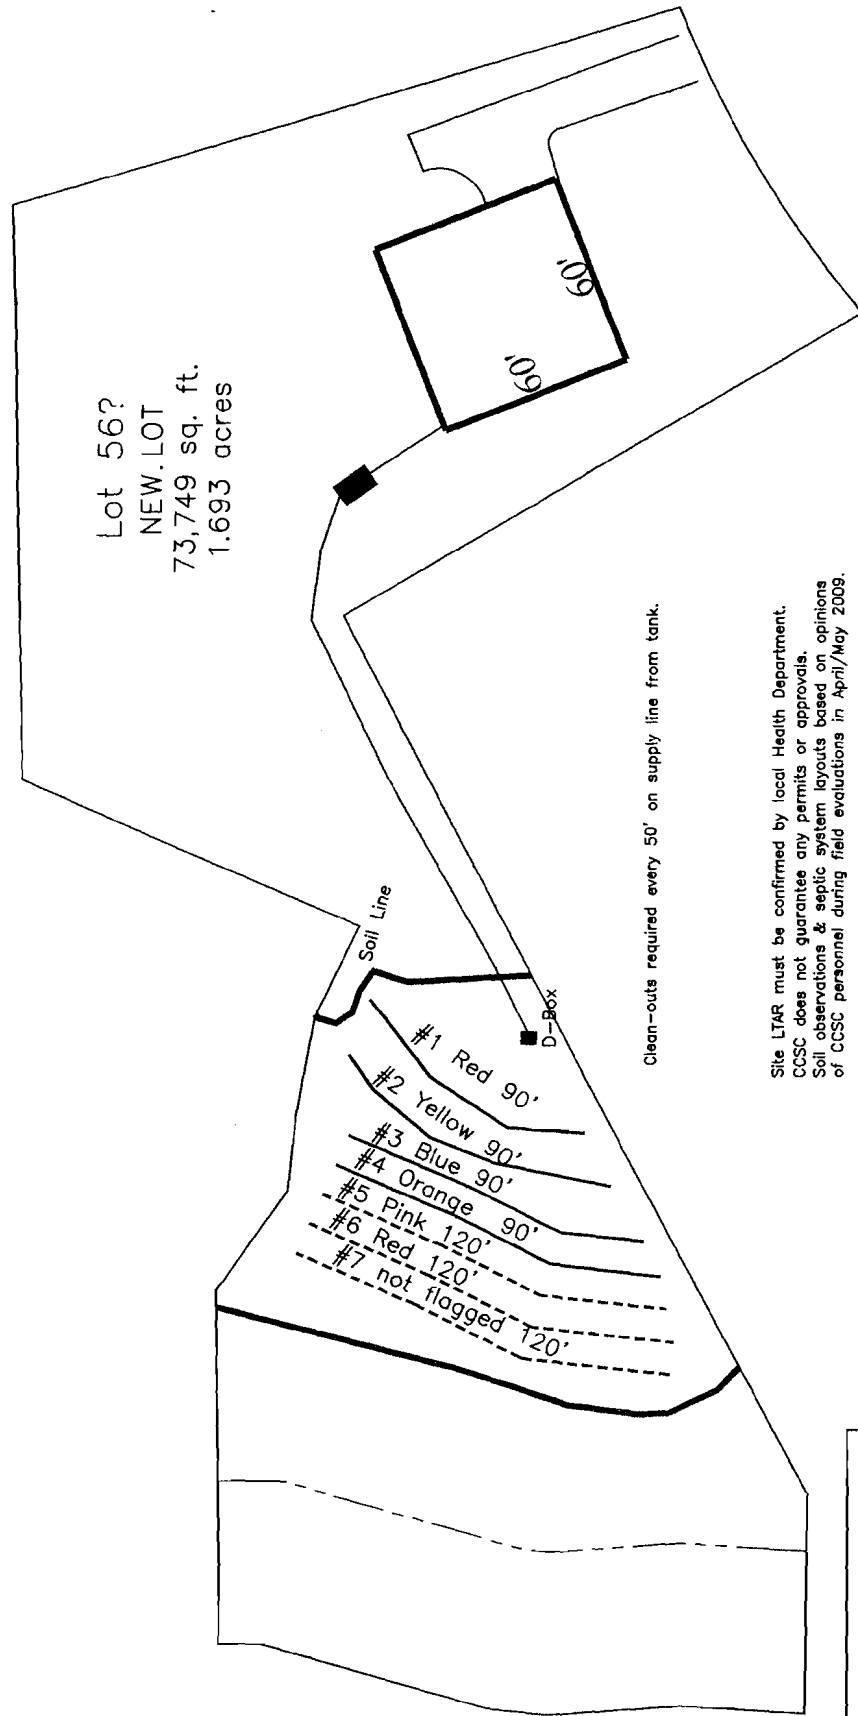 Lot 56?
NEW.LOT
73,749 sq. ft.
1.693 acres
60'
60'
Soil Line
D-Box
#1 Red 90'
#2 Yellow 90'
#3 Blue 90'
#4 Orange 90'
#5 Pink 120'
#6 Red 120'
#7 not flagged 120'
Clean-outs required every 50' on supply line from tank.
Site LTAR must be confirmed by local Health Department.
CCSC does not guarantee any permits or approvals.
Soil observations & septic system layouts based on opinions
of CCSC personnel during field evaluations in April/May 2009.